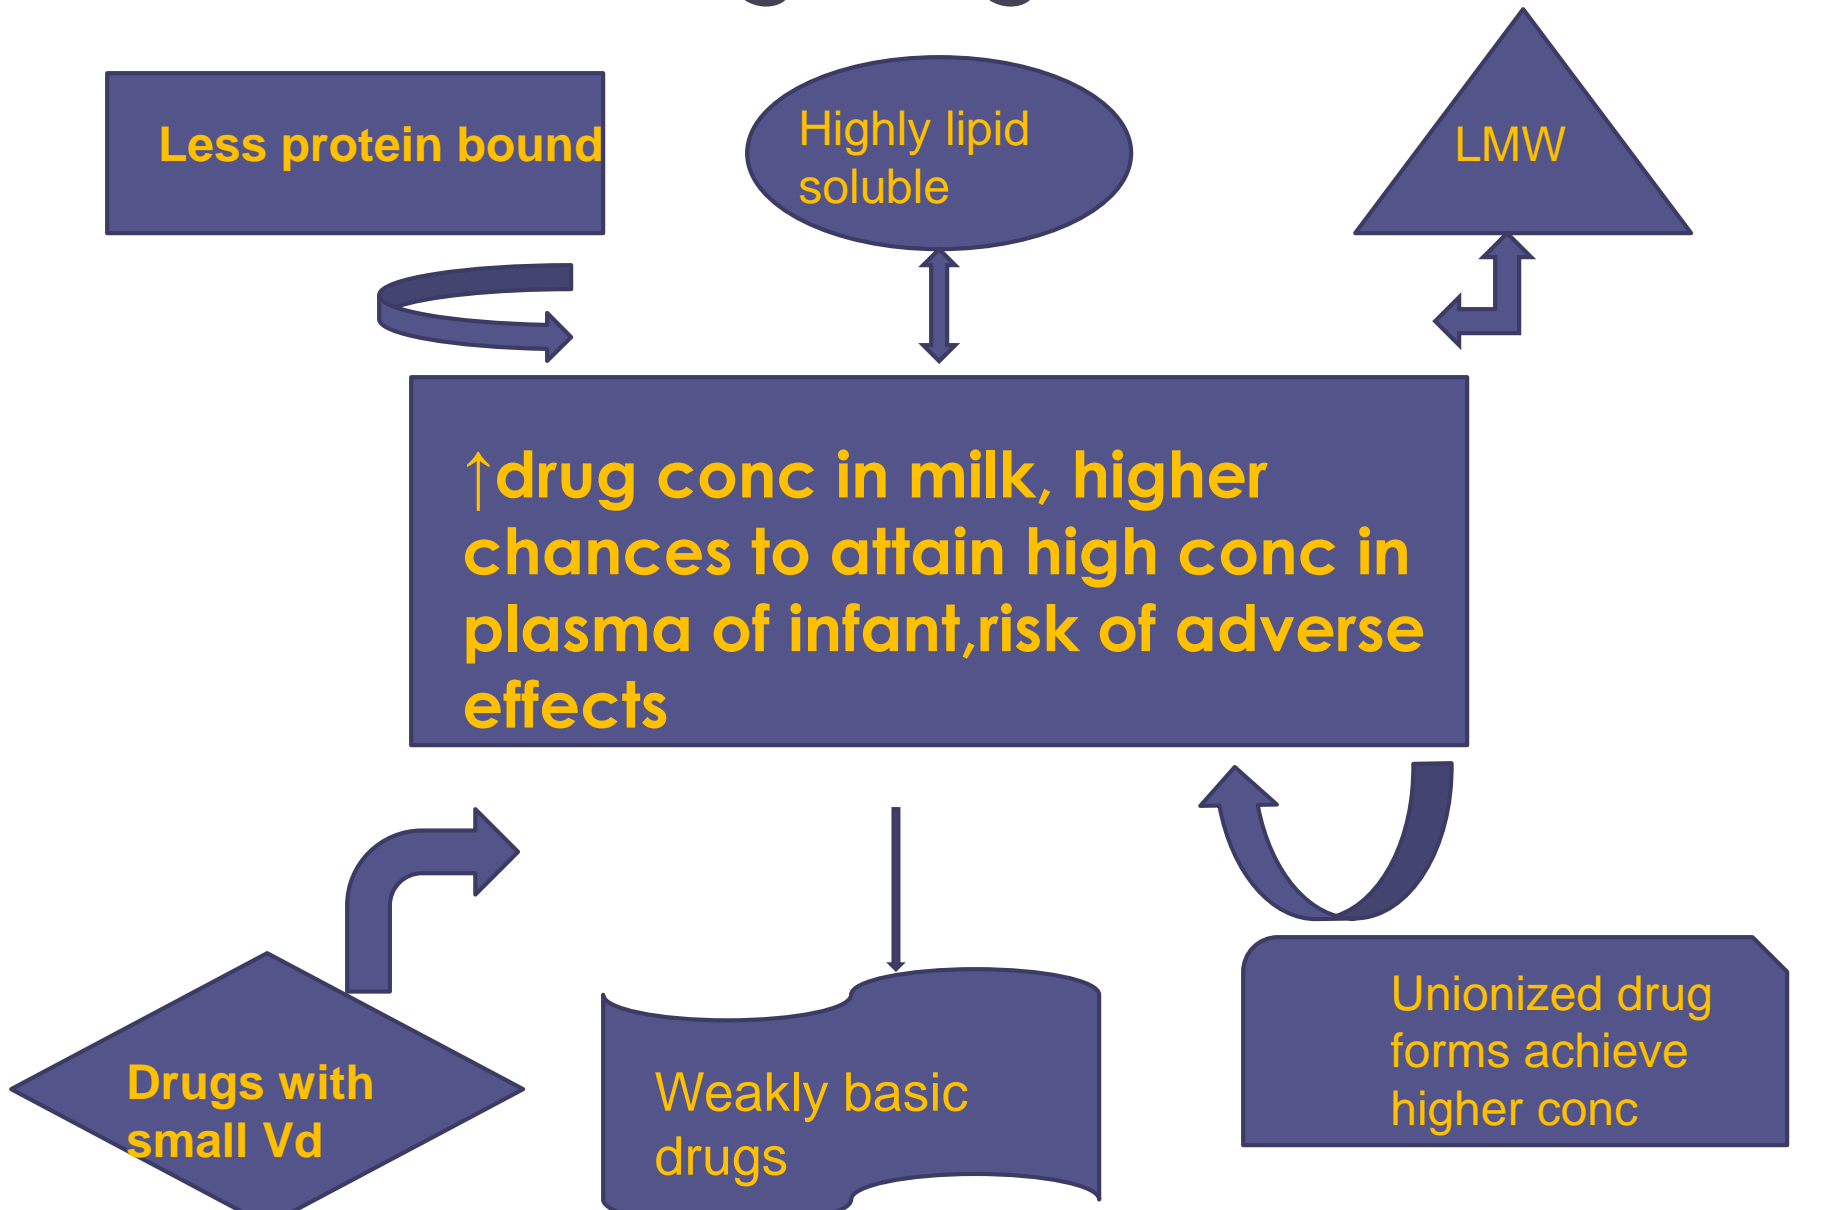 Less protein bound
Highly lipid
soluble
LMW
↑drug conc in milk, higher
chances to attain high conc in
plasma of infant,risk of adverse
effects
Drugs with
small Vd
Weakly basic
drugs
Unionized drug
forms achieve
higher conc